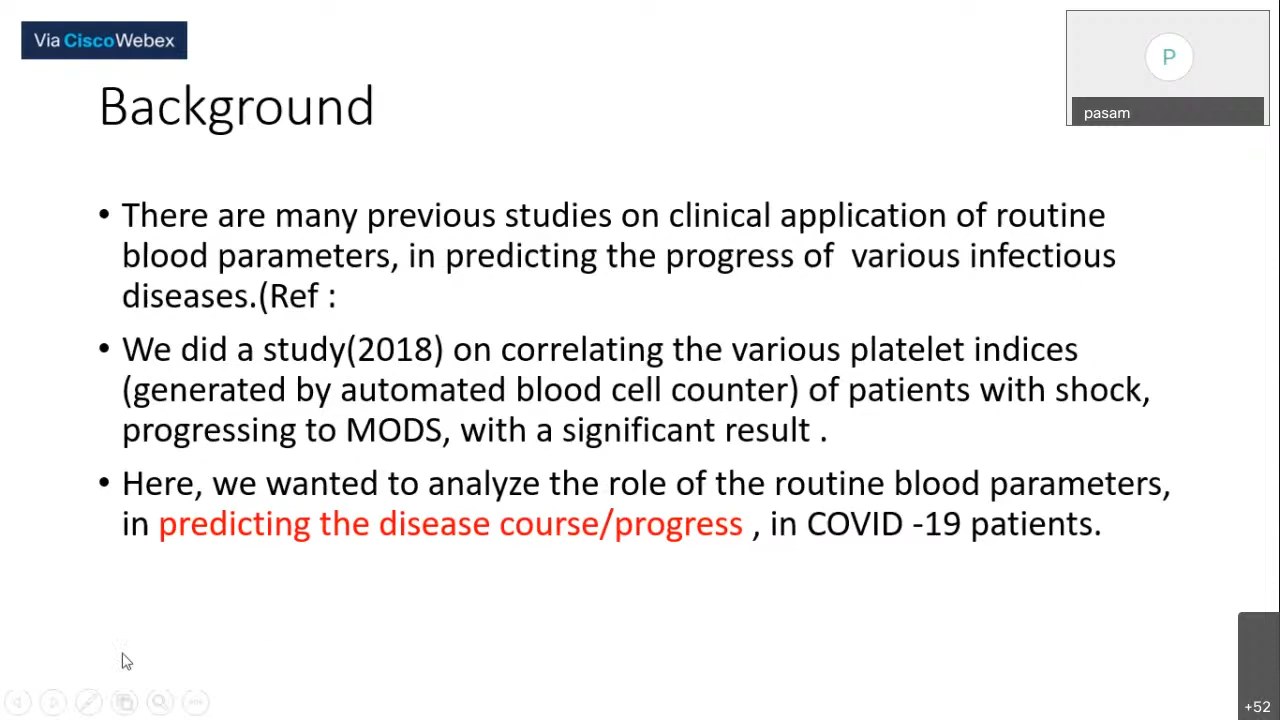 Via CiscoWebex
P
pasam
Background
• There are many previous studies on clinical application of routine
blood parameters, in predicting the progress of  various infectious
diseases.(Ref :
• We did a study(2018) on correlating the various platelet indices
(generated by automated blood cell counter) of patients with shock,
progressing to MODS, with a significant result .
• Here, we wanted to analyze the role of the routine blood parameters,
in predicting the disease course/progress , in COVID -19 patients.
+52